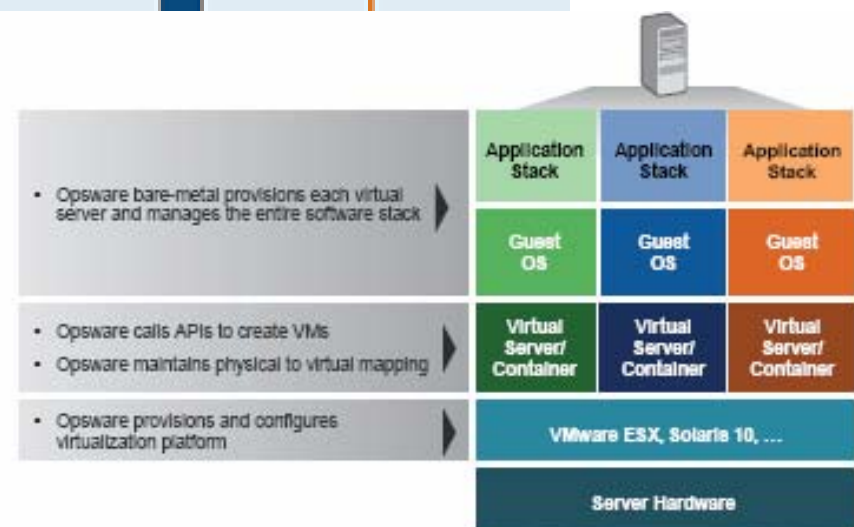 Application
Stack
Application
Stack
Application
Stack
• Opsware bare-metal provisions each virtual
server and manages the entire software stack
Guest
OS
Guest
OS
Guest
OS
• Opsware calls APIs to create VMs
• Opsware maintains physical to virtual mapping
Virtual
Server/
Container
Virtual
Server/
Container
Virtual
Server/
Container
• Opsware provisions and configures
virtualization platform
VMware ESX, Solaris 10, ...
Server Hardware